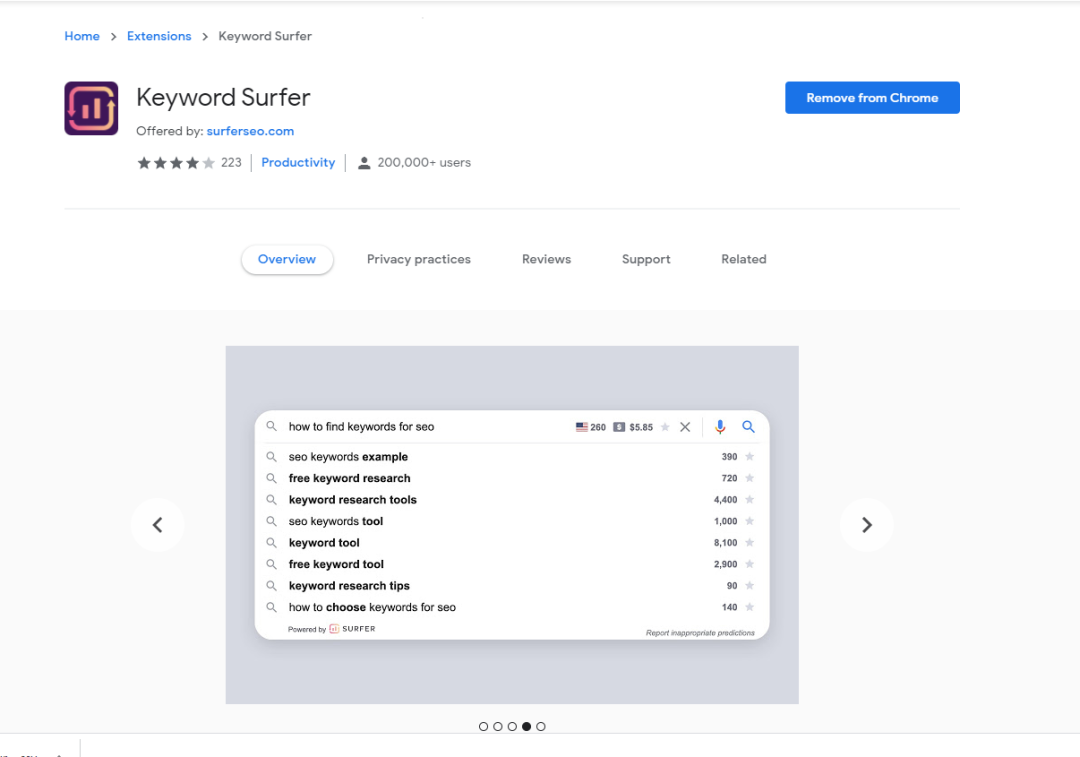 Home > Extensions > Keyword Surfer
Keyword Surfer
Remove from Chrome
Offered by: surferseo.com
223 Productivity 200,000+ users
Overview Privacy practices Reviews Support Related
how to find keywords for seo 260 $ $5.85
seo keywords example 390
free keyword research 720
keyword research tools 4,400
seo keywords tool 1,000
keyword tool 8,100
free keyword tool 2,900
keyword research tips 90
how to choose keywords for seo 140
Powered by SURFER
Report inappropriate predictions